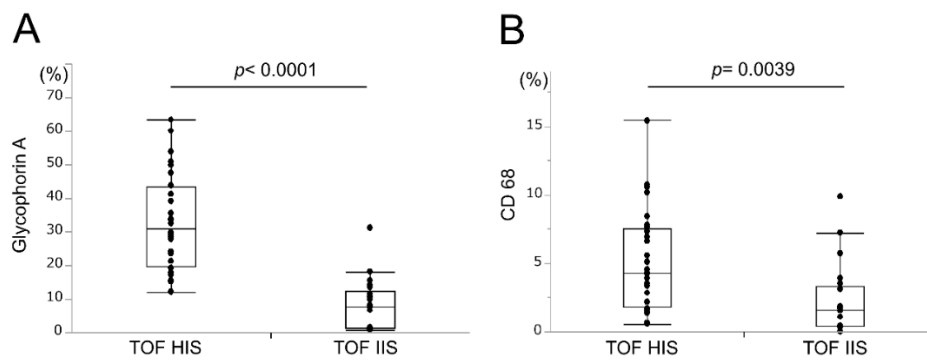 A
(%)
p< 0.0001
70
60
50
40
30
20
10
0
Glycophorin A
TOF HIS
TOF IIS
B
(%)
p= 0.0039
15
10
5
0
CD 68
TOF HIS
TOF IIS